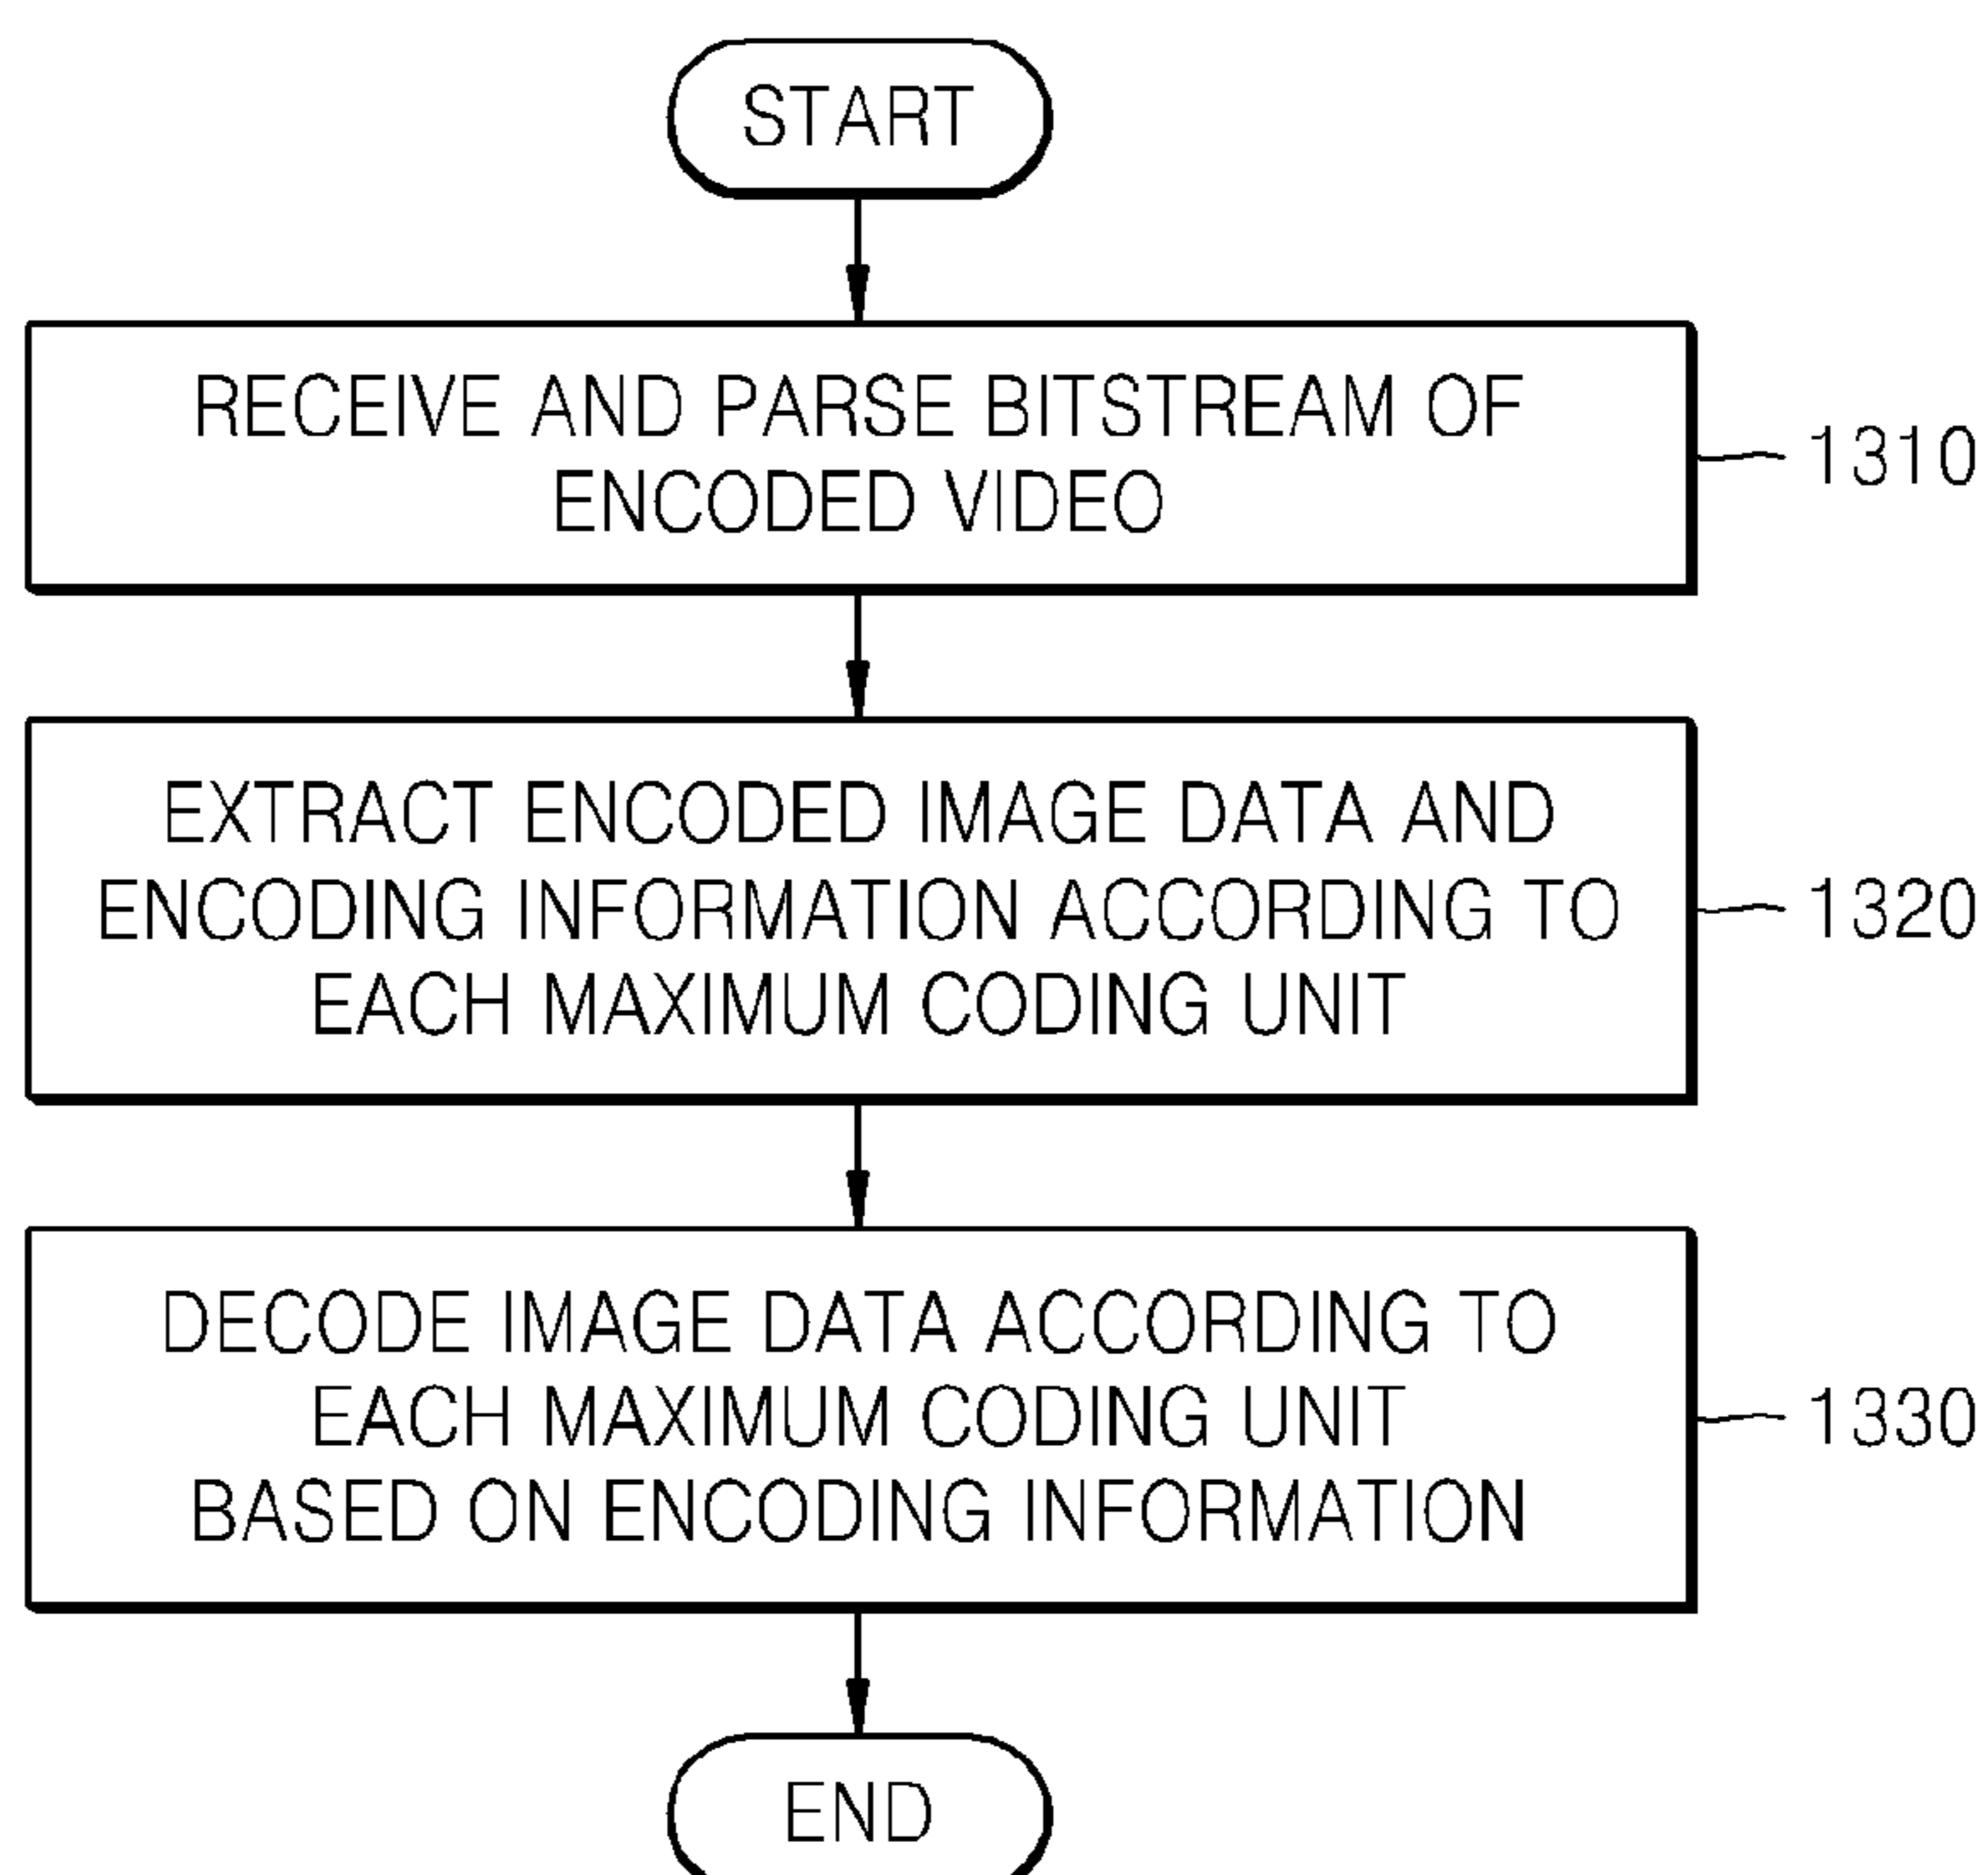 START
RECEIVE AND PARSE BITSTREAM OF
ENCODED VIDEO
1310
EXTRACT ENCODED IMAGE DATA AND
ENCODING INFORMATION ACCORDING TO
EACH MAXIMUM CODING UNIT
1320
DECODE IMAGE DATA ACCORDING TO
EACH MAXIMUM CODING UNIT
BASED ON ENCODING INFORMATION
1330
END